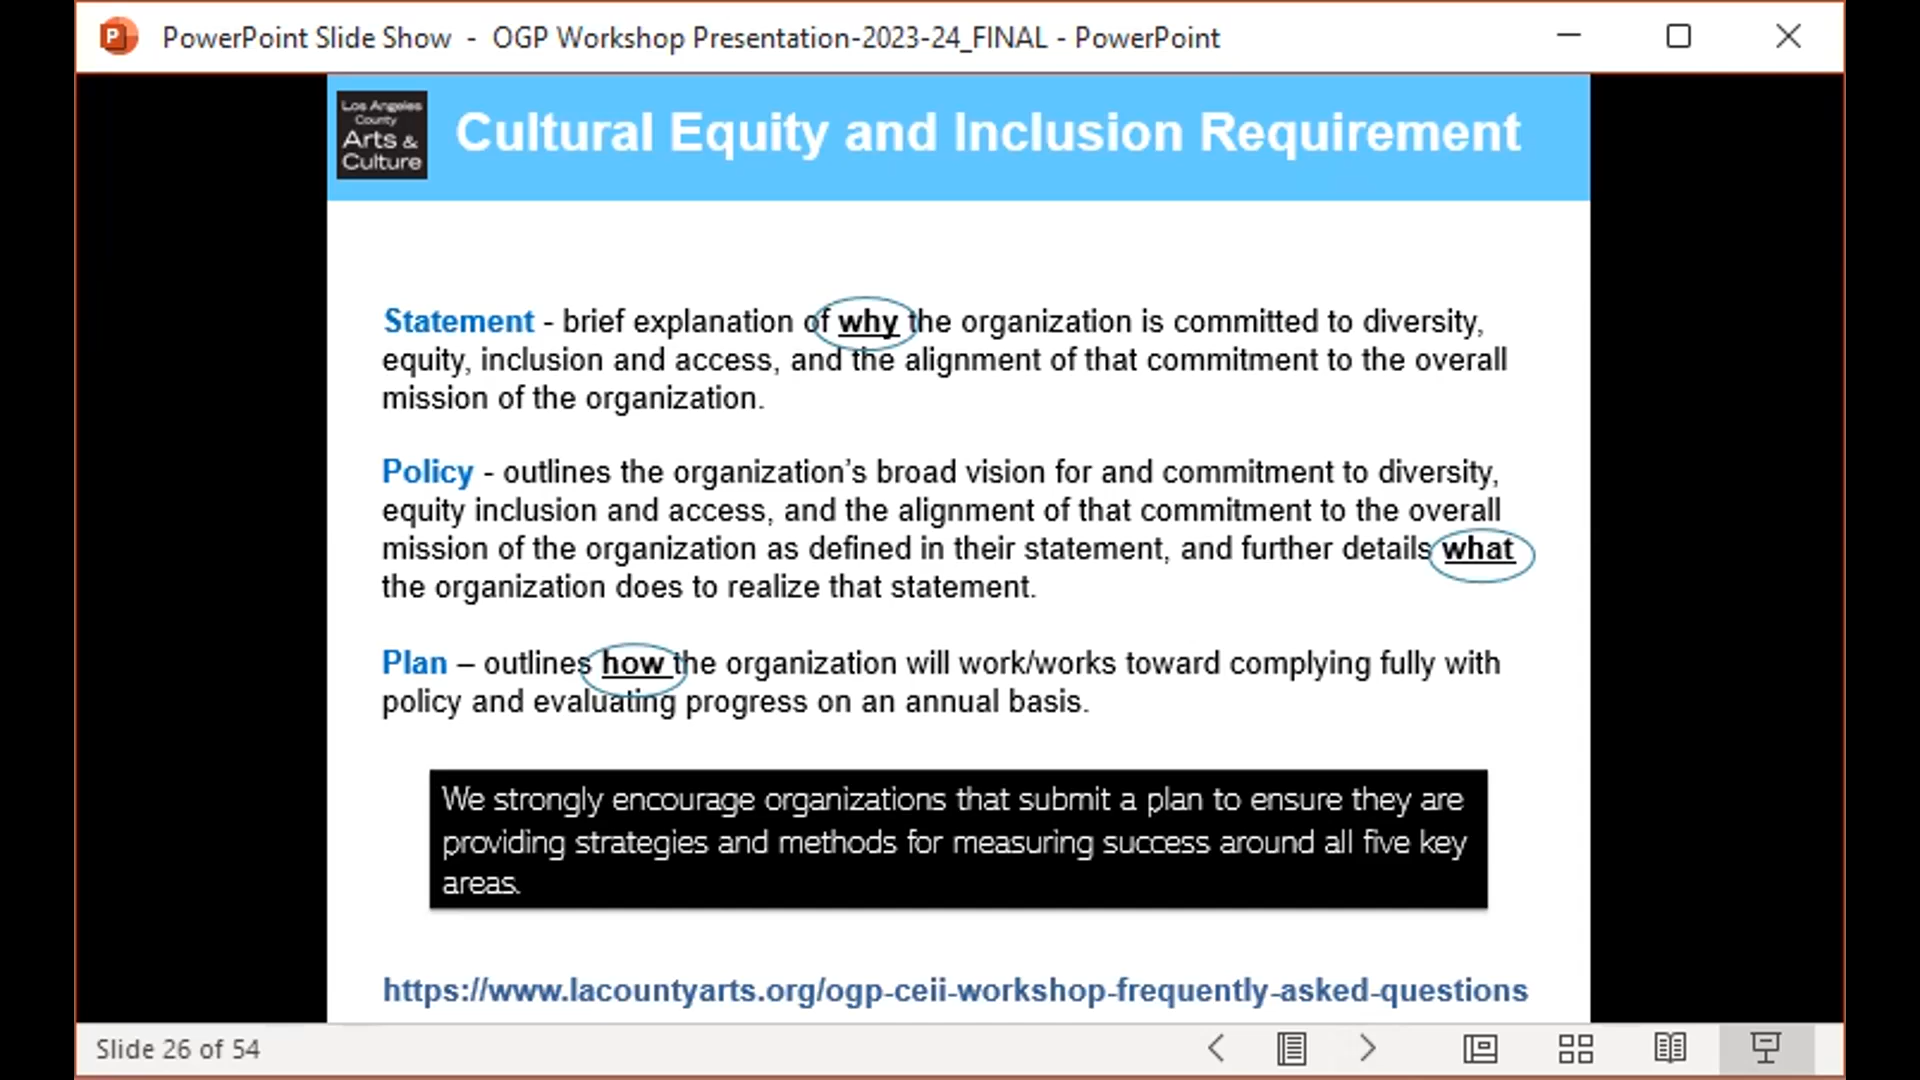 PowerPoint Slide Show - OGP Workshop Presentation-2023-24_FINAL - PowerPoint
Los Angeles
County
Arts &
Culture
Cultural Equity and Inclusion Requirement
Statement - brief explanation of why the organization is committed to diversity,
equity, inclusion and access, and the alignment of that commitment to the overall
mission of the organization.
Policy - outlines the organization’s broad vision for and commitment to diversity,
equity inclusion and access, and the alignment of that commitment to the overall
mission of the organization as defined in their statement, and further details what
the organization does to realize that statement.
Plan – outlines how the organization will work/works toward complying fully with
policy and evaluating progress on an annual basis.
We strongly encourage organizations that submit a plan to ensure they are
providing strategies and methods for measuring success around all five key
areas.
https://www.lacountyarts.org/ogp-ceii-workshop-frequently-asked-questions
Slide 26 of 54